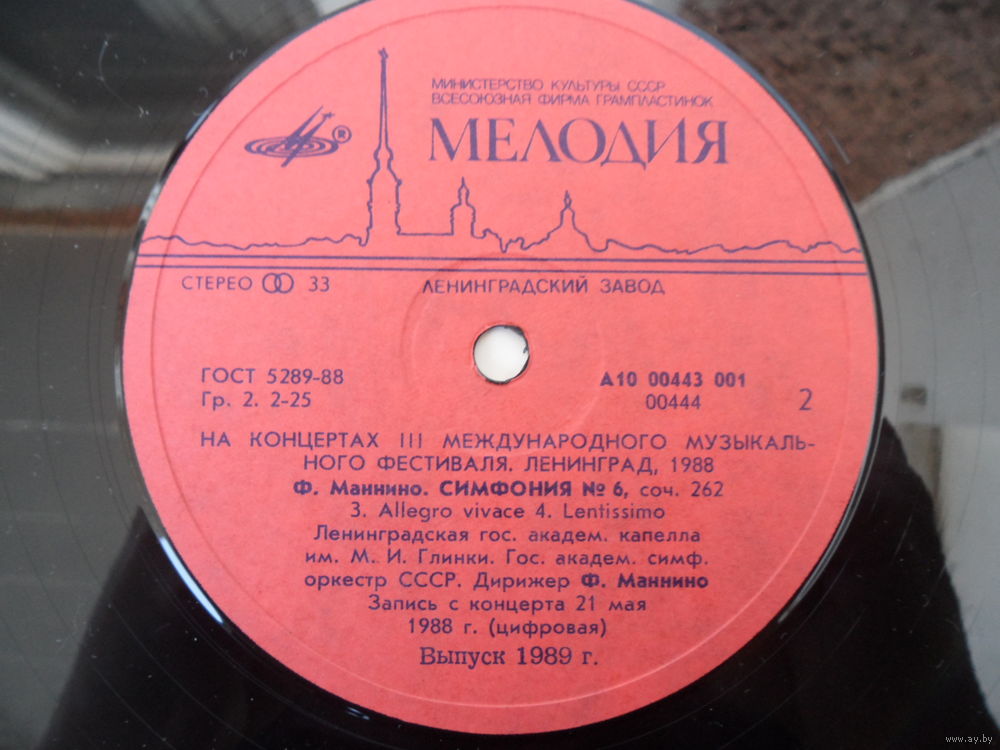 МИНИСТЕРСТВО КУЛЬТУРЫ СССР
ВСЕСОЮЗНАЯ ФИРМА ГРАМПЛАСТИНОК
МЕЛОДИЯ
®
СТЕРЕО 33
ЛЕНИНГРАДСКИЙ ЗАВОД
ГОСТ 5289-88
Гр. 2. 2-25
А10 00443 001
00444
2
НА КОНЦЕРТАХ III МЕЖДУНАРОДНОГО МУЗЫКАЛЬ-
НОГО ФЕСТИВАЛЯ. ЛЕНИНГРАД, 1988
Ф. Маннино. СИМФОНИЯ № 6, соч. 262
3. Allegro vivace 4. Lentissimo
Ленинградская гос. академ. капелла
им. М. И. Глинки. Гос. академ. симф.
оркестр СССР. Дирижер Ф. Маннино
Запись с концерта 21 мая
1988 г. (цифровая)
Выпуск 1989 г.
www.ay.by